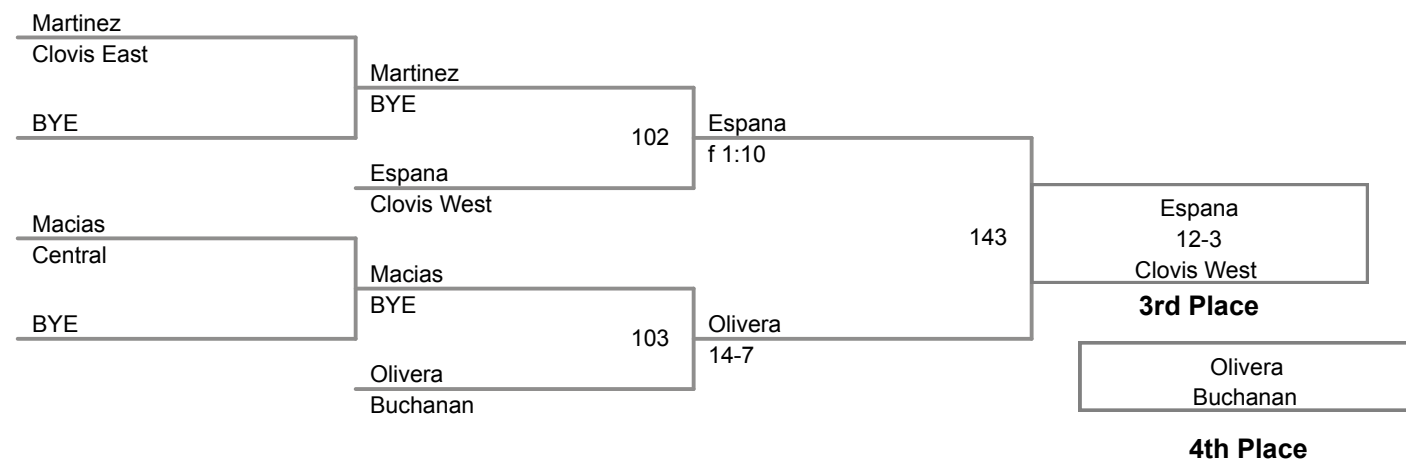 Martinez
Clovis East
BYE
Martinez
BYE
102
Espana
Clovis West
Espana
f 1:10
Macias
Central
BYE
Macias
BYE
103
Olivera
Buchanan
Olivera
14-7
143
Espana
12-3
Clovis West
3rd Place
Olivera
Buchanan
4th Place